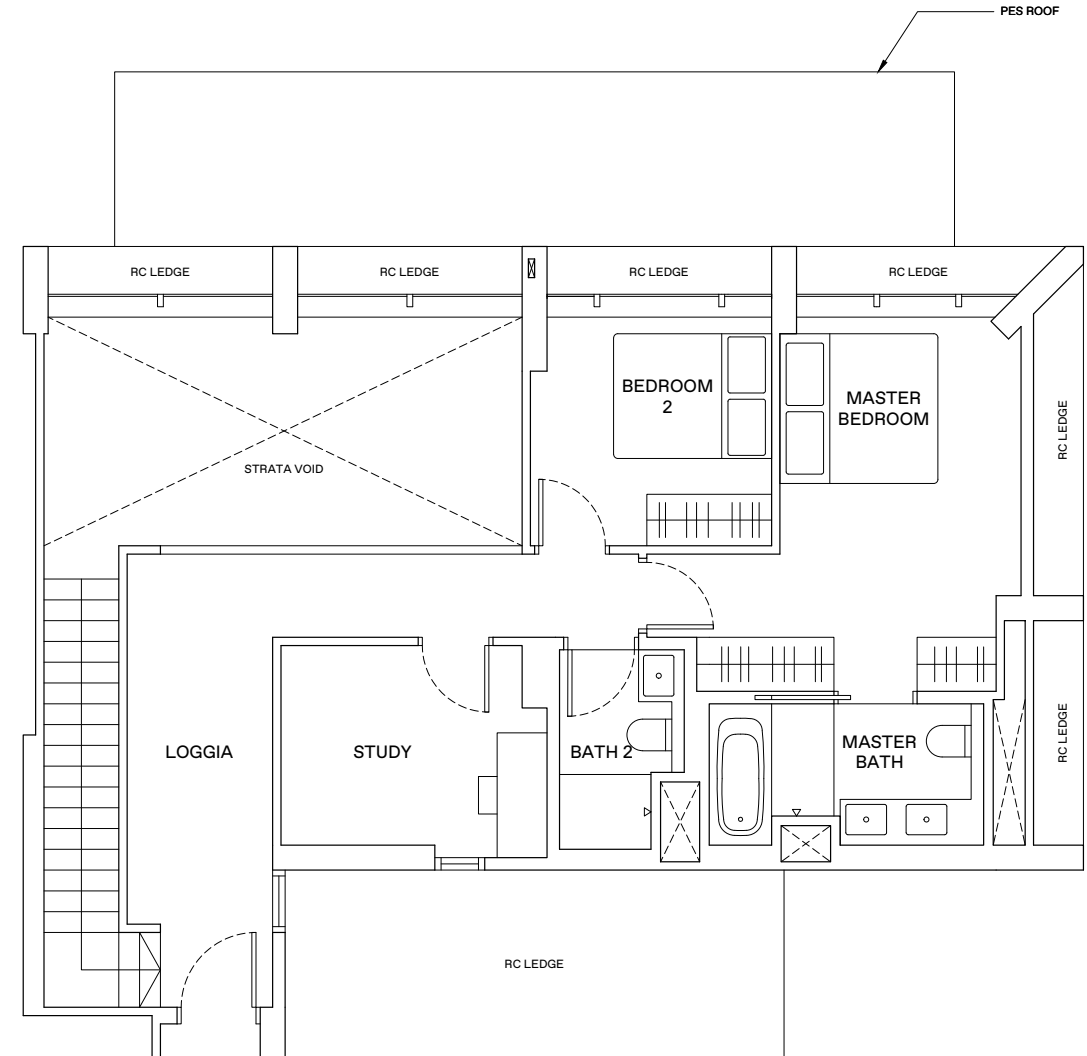 PES ROOF
RC LEDGE
RC LEDGE
RC LEDGE
RC LEDGE
BEDROOM
2
MASTER
BEDROOM
RC LEDGE
STRATA VOID
LOGGIA
STUDY
BATH 2
MASTER
BATH
RC LEDGE
RC LEDGE